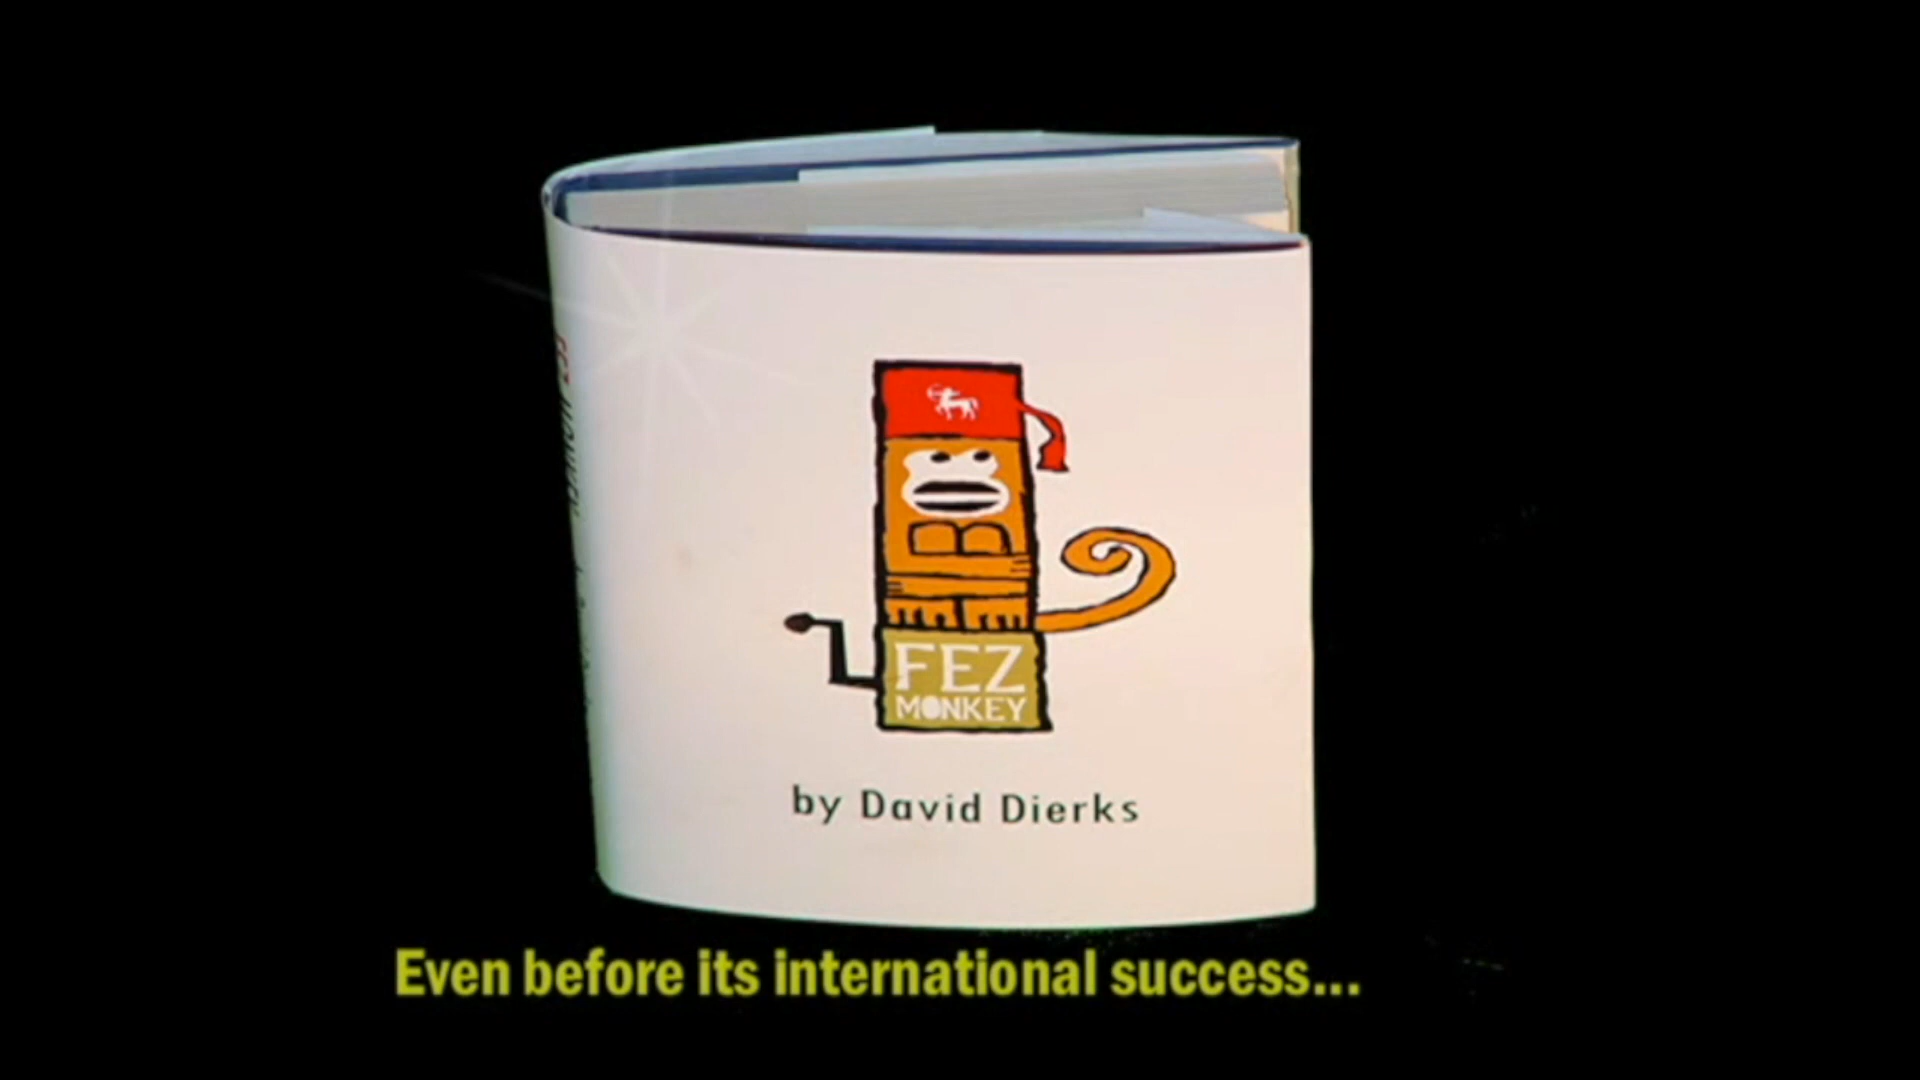 FEZ
MONKEY
by David Dierks
Even before its international success...